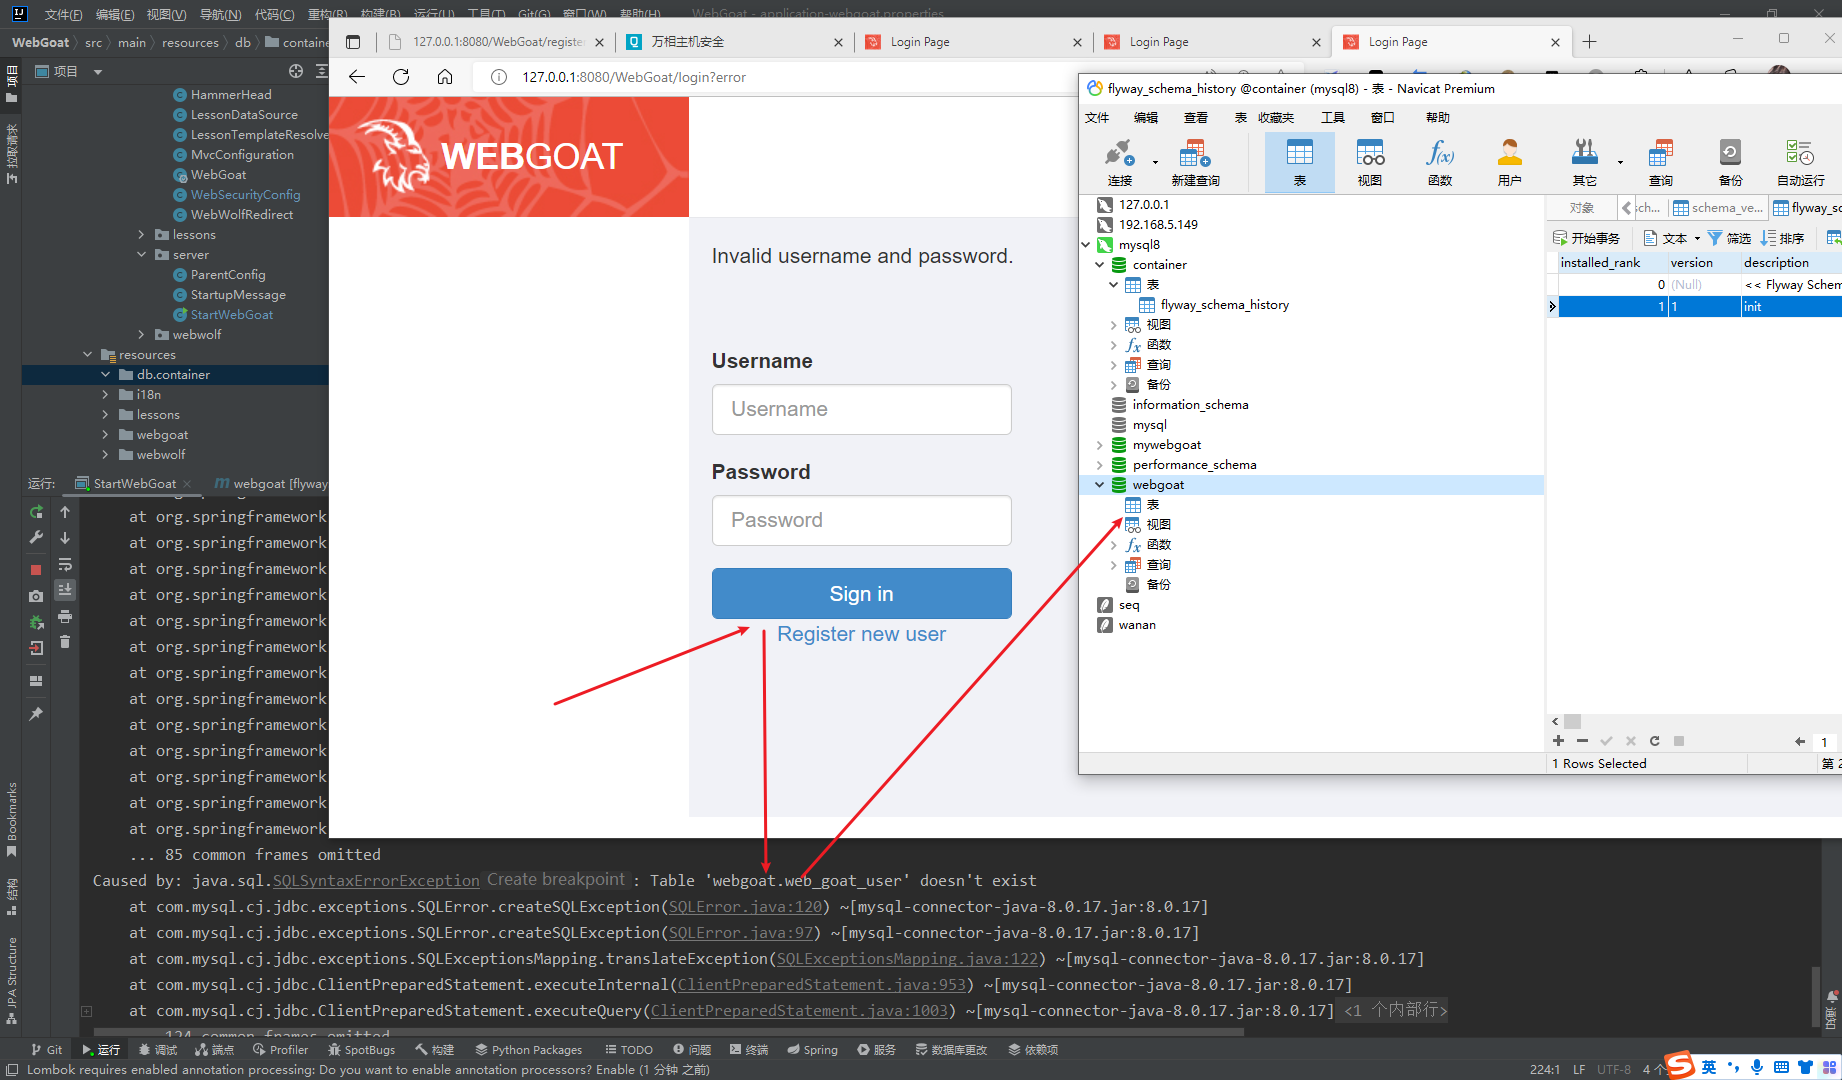 文件(F) 编辑(E) 视图(V) 导航(N) 代码(C) 重构(R) 构建(B) 运行(U) 工具(T) Git(G) 窗口(W) 帮助(H) WebGoat - application-webgoat.properties
WebGoat src main resources db containe
项目
HammerHead
LessonDataSource
LessonTemplateResolve
MvcConfiguration
WebGoat
WebSecurityConfig
WebWolfRedirect
lessons
server
ParentConfig
StartupMessage
StartWebGoat
webwolf
resources
db.container
i18n
lessons
webgoat
webwolf
项目
拉取请求
Bookmarks
结构
JPA Structure
127.0.0.1:8080/WebGoat/registe
万相主机安全
Login Page
Login Page
Login Page
127.0.0.1:8080/WebGoat/login?error
WEBGOAT
Invalid username and password.
Username
Username
Password
Password
Sign in
Register new user
flyway_schema_history @container (mysql8) - 表 - Navicat Premium
文件 编辑 查看 表 收藏夹 工具 窗口 帮助
连接 新建查询 表 视图 函数 用户 其它 查询 备份 自动运行
127.0.0.1
192.168.5.149
mysql8
container
表
flyway_schema_history
视图
函数
查询
备份
information_schema
mysql
mywebgoat
performance_schema
webgoat
表
视图
函数
查询
备份
seq
wanan
对象 :ch... schema_ve... flyway_sc
开始事务 文本 筛选 排序
installed_rank version description
0 (Null) << Flyway Schem
1 1 init
1
1 Rows Selected 第 2
运行: StartWebGoat webgoat [flyway
at org.springframework
at org.springframework
at org.springframework
at org.springframework
at org.springframework
at org.springframework
at org.springframework
at org.springframework
at org.springframework
at org.springframework
at org.springframework
at org.springframework
at org.springframework
... 85 common frames omitted
Caused by: java.sql.SQLSyntaxErrorException Create breakpoint : Table 'webgoat.web_goat_user' doesn't exist
at com.mysql.cj.jdbc.exceptions.SQLError.createSQLException(SQLError.java:120) ~[mysql-connector-java-8.0.17.jar:8.0.17]
at com.mysql.cj.jdbc.exceptions.SQLError.createSQLException(SQLError.java:97) ~[mysql-connector-java-8.0.17.jar:8.0.17]
at com.mysql.cj.jdbc.exceptions.SQLExceptionsMapping.translateException(SQLExceptionsMapping.java:122) ~[mysql-connector-java-8.0.17.jar:8.0.17]
at com.mysql.cj.jdbc.ClientPreparedStatement.executeInternal(ClientPreparedStatement.java:953) ~[mysql-connector-java-8.0.17.jar:8.0.17]
at com.mysql.cj.jdbc.ClientPreparedStatement.executeQuery(ClientPreparedStatement.java:1003) ~[mysql-connector-java-8.0.17.jar:8.0.17] <1 个内部行>
... 124 common frames omitted
Git 运行 调试 端点 Profiler SpotBugs 构建 Python Packages TODO 问题 终端 Spring 服务 数据库更改 依赖项
Lombok requires enabled annotation processing: Do you want to enable annotation processors? Enable (1 分钟 之前)
224:1 LF UTF-8 4 个 英